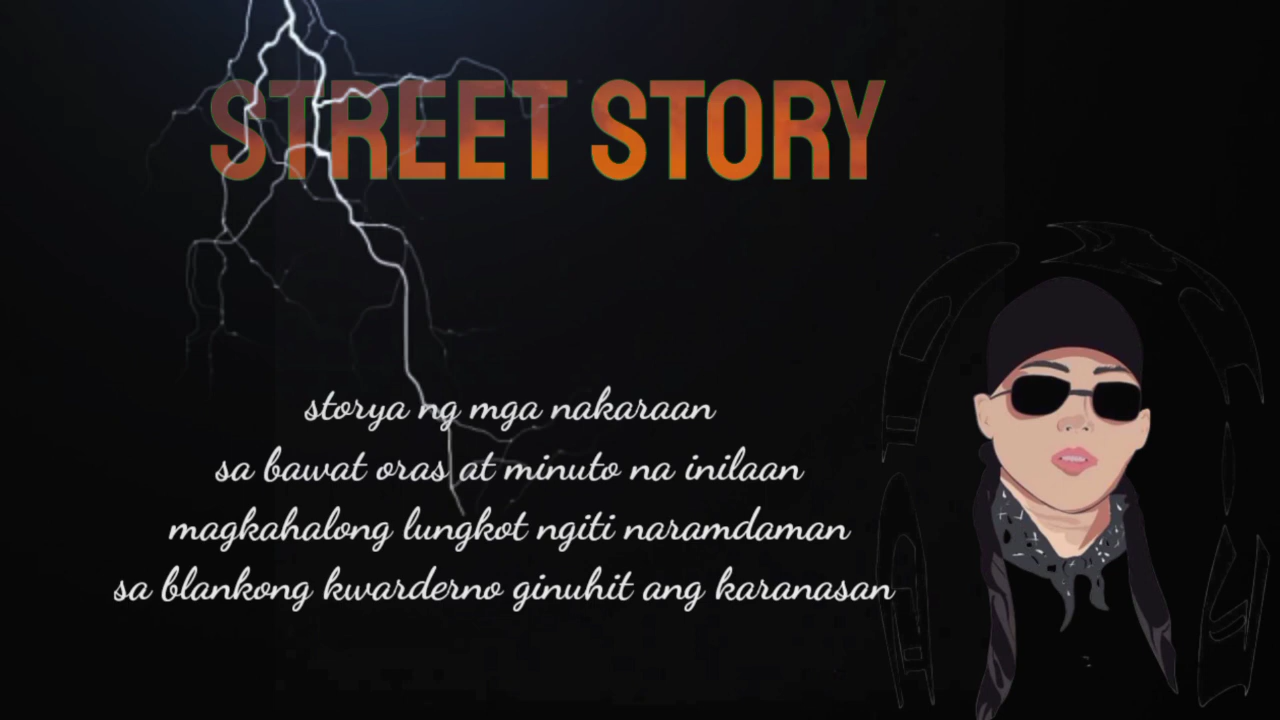 STREET STORY
storya ng mga nakaraan
sa bawat oras at minuto na inilaan
magkahalong lungkot ngiti naramdaman
sa blankong kwarderno ginuhit ang karanasan